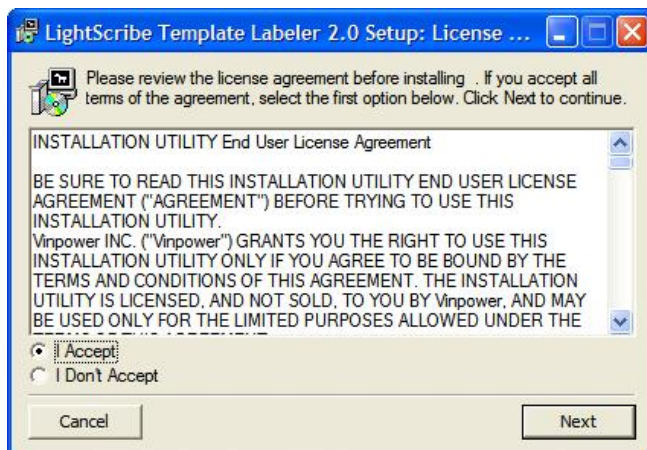 LightScribe Template Labeler 2.0 Setup: License ...
Please review the license agreement before installing . If you accept all
terms of the agreement, select the first option below. Click Next to continue.
INSTALLATION UTILITY End User License Agreement
BE SURE TO READ THIS INSTALLATION UTILITY END USER LICENSE
AGREEMENT ("AGREEMENT") BEFORE TRYING TO USE THIS
INSTALLATION UTILITY.
Vinpower INC. ("Vinpower") GRANTS YOU THE RIGHT TO USE THIS
INSTALLATION UTILITY ONLY IF YOU AGREE TO BE BOUND BY THE
TERMS AND CONDITIONS OF THIS AGREEMENT. THE INSTALLATION
UTILITY IS LICENSED, AND NOT SOLD, TO YOU BY Vinpower, AND MAY
BE USED ONLY FOR THE LIMITED PURPOSES ALLOWED UNDER THE
TERMS OF THIS AGREEMENT
I Accept
I Don't Accept
Cancel
Next